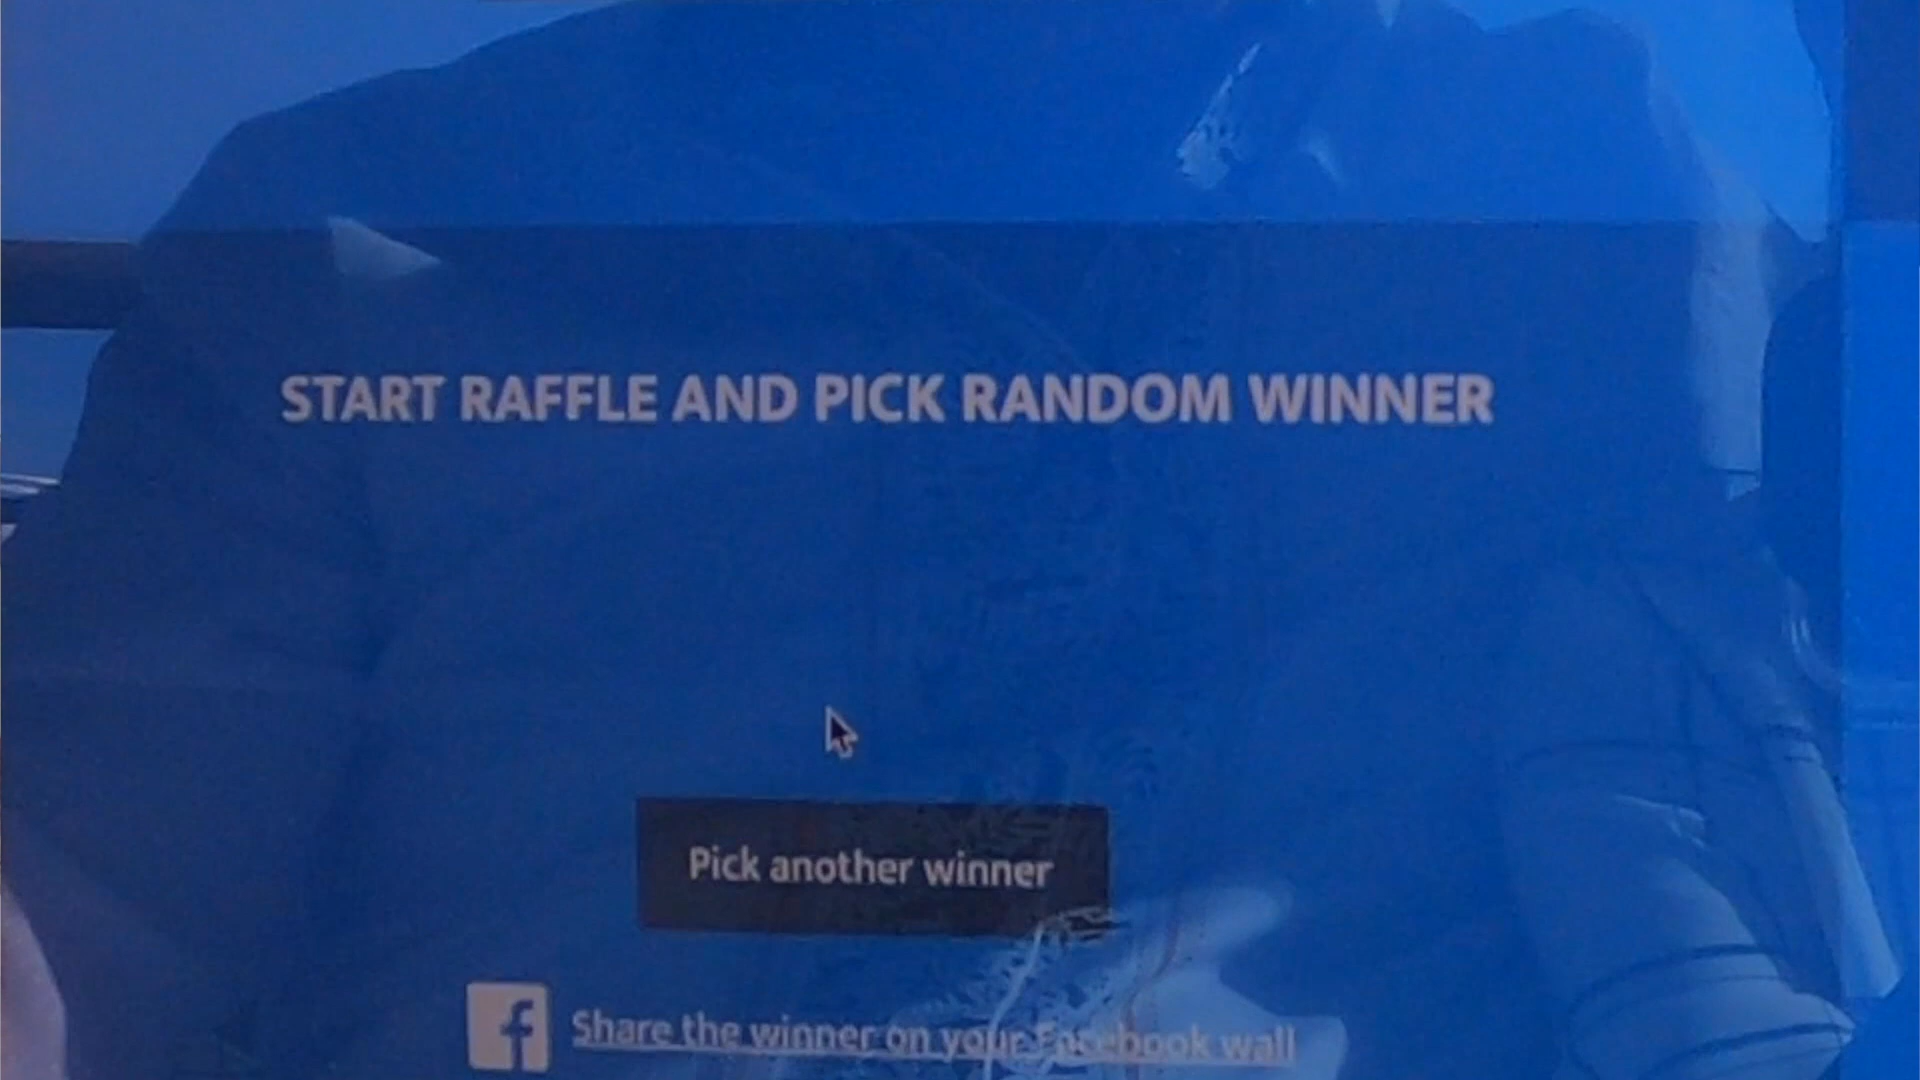 START RAFFLE AND PICK RANDOM WINNER
Pick another winner
Share the winner on your Facebook wall